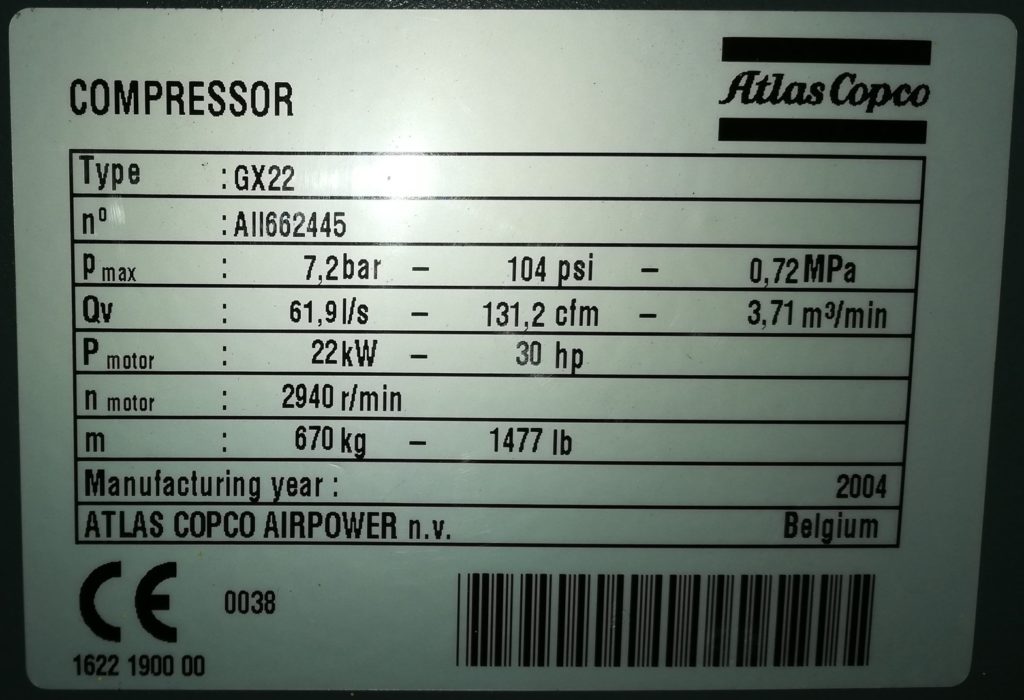 COMPRESSOR
Atlas Copco
Type : GX22
nº : AII662445
p max : 7,2bar – 104 psi – 0,72 MPa
Qv : 61,9 l/s – 131,2 cfm – 3,71 m³/min
P motor : 22kW – 30 hp
n motor : 2940 r/min
m : 670 kg – 1477 lb
Manufacturing year : 2004
ATLAS COPCO AIRPOWER n.v. Belgium
CE 0038
1622 1900 00